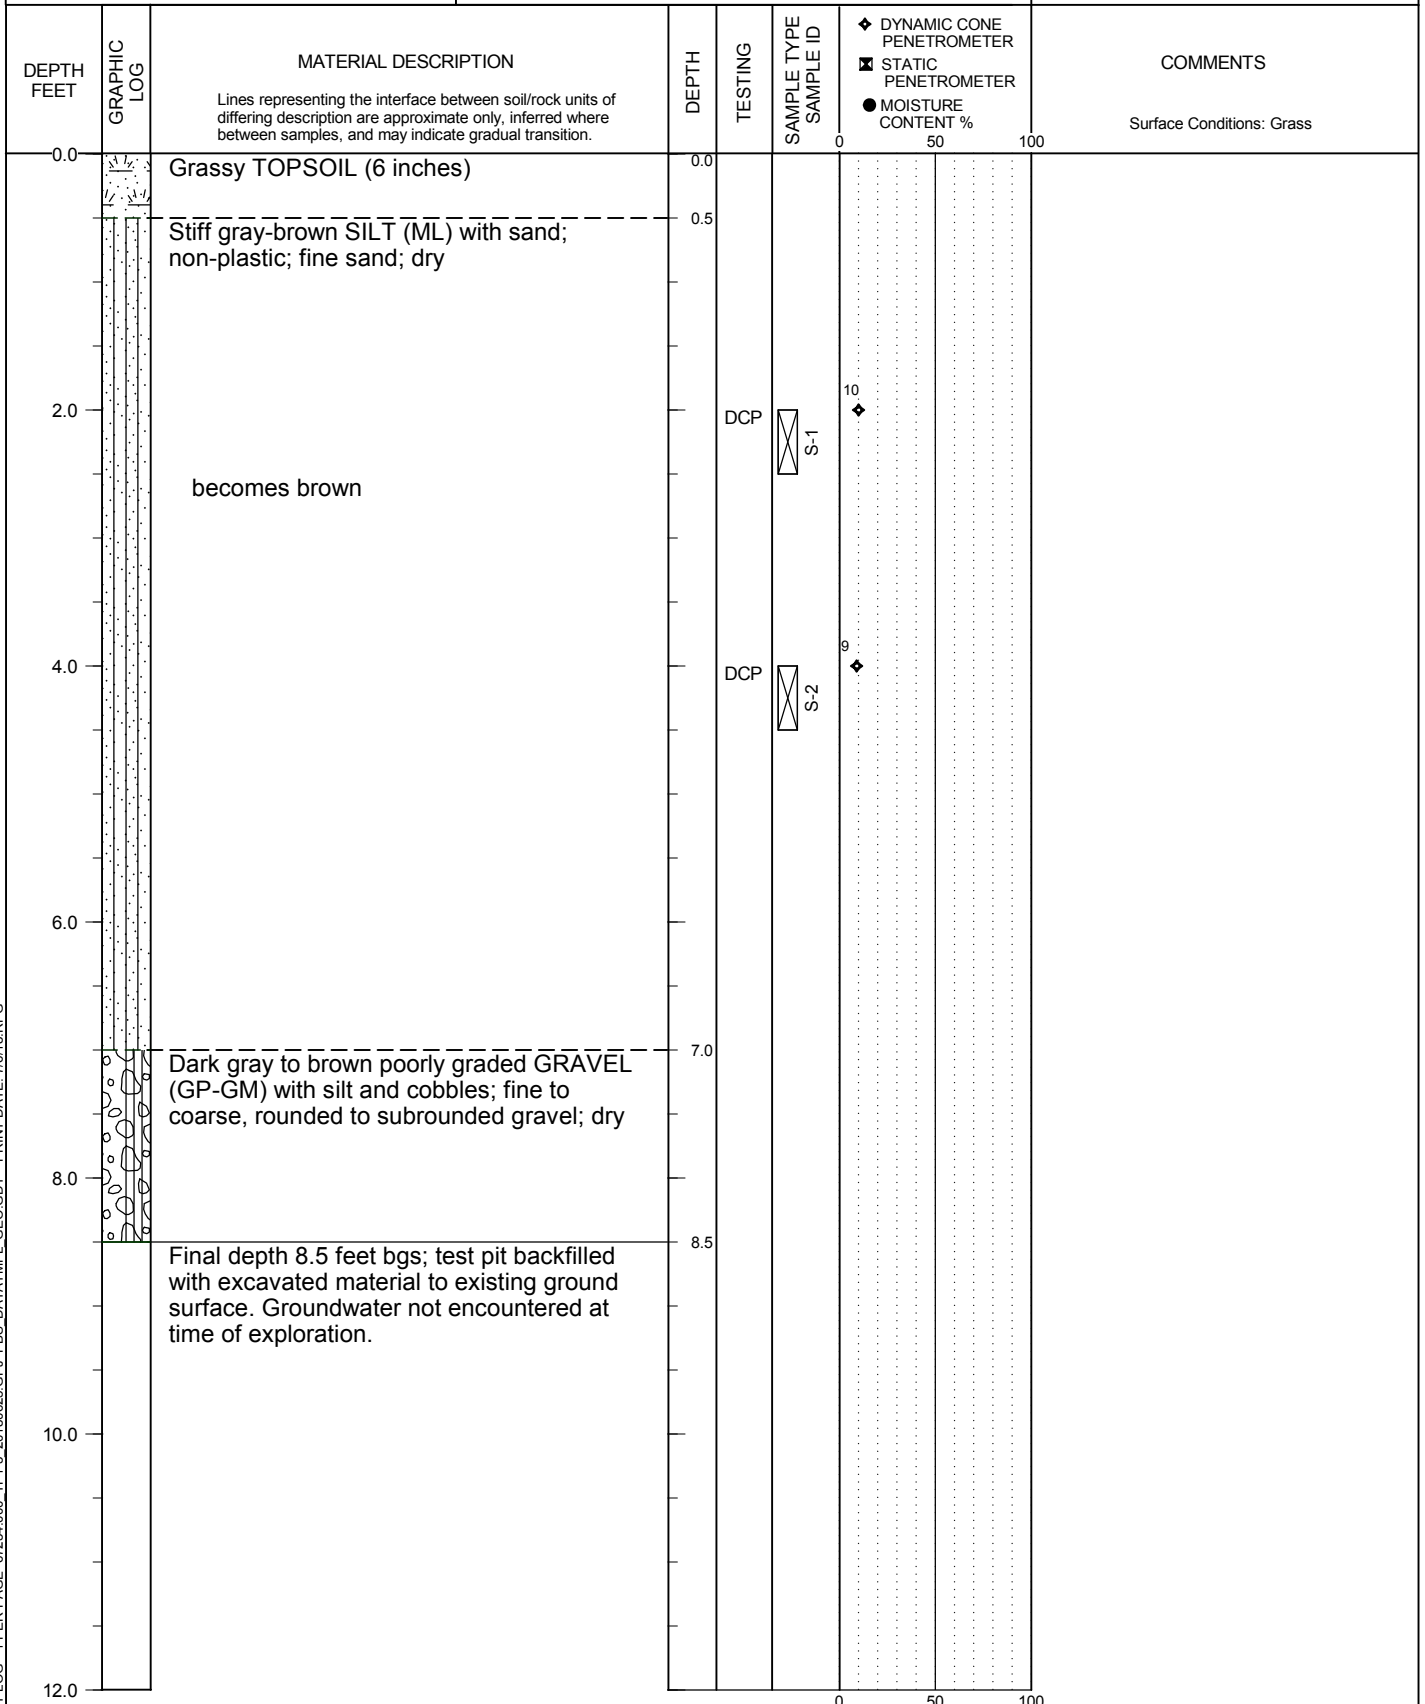 DEPTH
FEET
GRAPHIC
LOG
MATERIAL DESCRIPTION
Lines representing the interface between soil/rock units of
differing description are approximate only, inferred where
between samples, and may indicate gradual transition.
DEPTH
TESTING
SAMPLE TYPE
SAMPLE ID
DYNAMIC CONE
PENETROMETER
STATIC
PENETROMETER
MOISTURE
CONTENT %
0 50 100
COMMENTS
Surface Conditions: Grass
0.0
Grassy TOPSOIL (6 inches)
0.0
0.5
Stiff gray-brown SILT (ML) with sand;
non-plastic; fine sand; dry
2.0
DCP
S-1
10
becomes brown
4.0
DCP
S-2
9
6.0
7.0
Dark gray to brown poorly graded GRAVEL
(GP-GM) with silt and cobbles; fine to
coarse, rounded to subrounded gravel; dry
8.0
8.5
Final depth 8.5 feet bgs; test pit backfilled
with excavated material to existing ground
surface. Groundwater not encountered at
time of exploration.
10.0
12.0
0 50 100